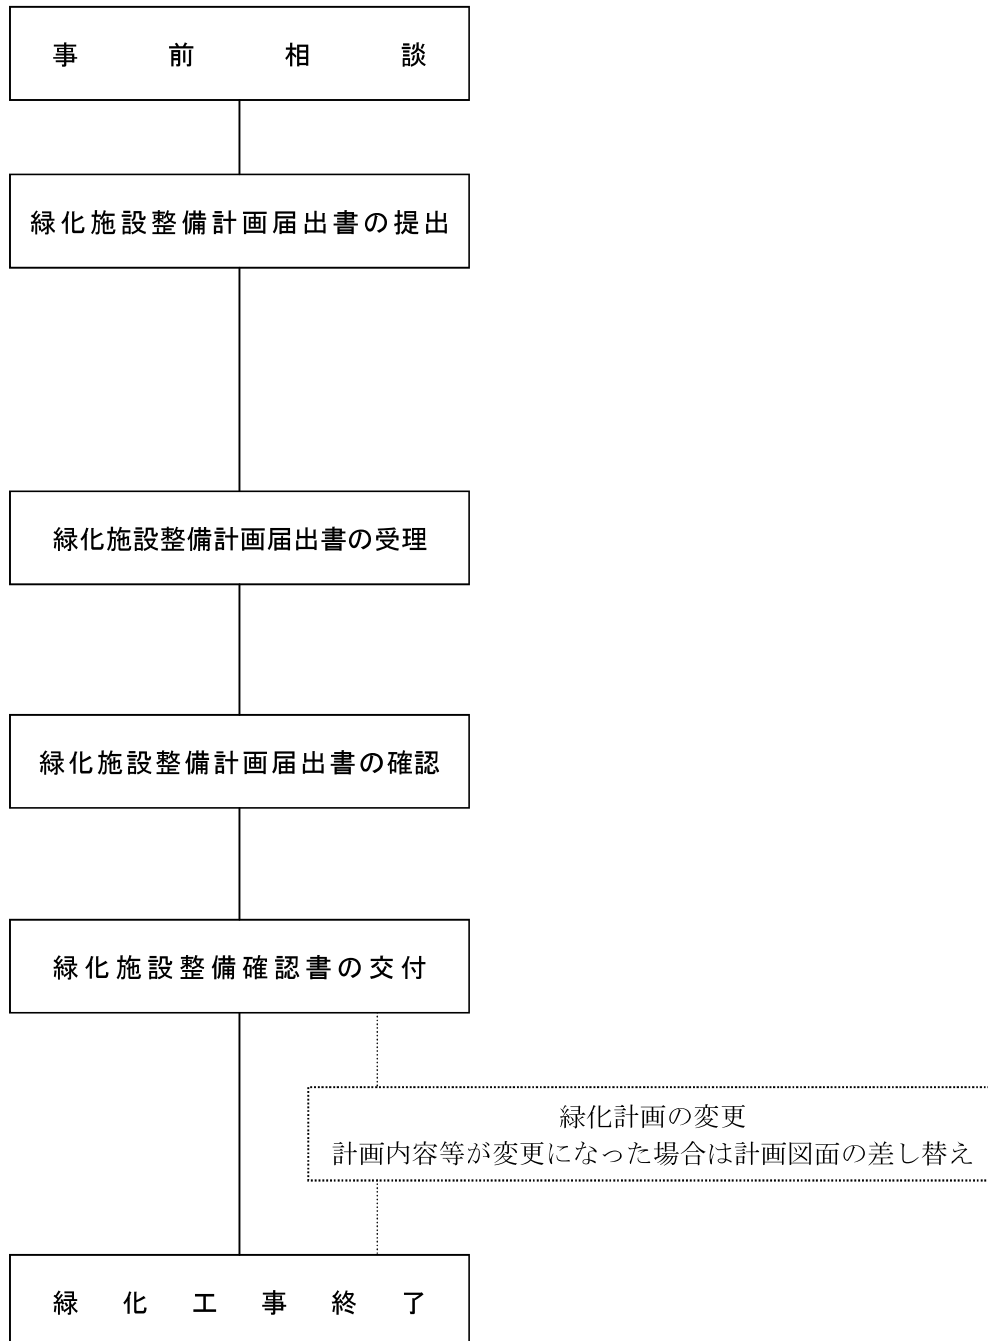 事前相談
緑化施設整備計画届出書の提出
緑化施設整備計画届出書の受理
緑化施設整備計画届出書の確認
緑化施設整備確認書の交付
緑化計画の変更
計画内容等が変更になった場合は計画図面の差し替え
緑化工事終了